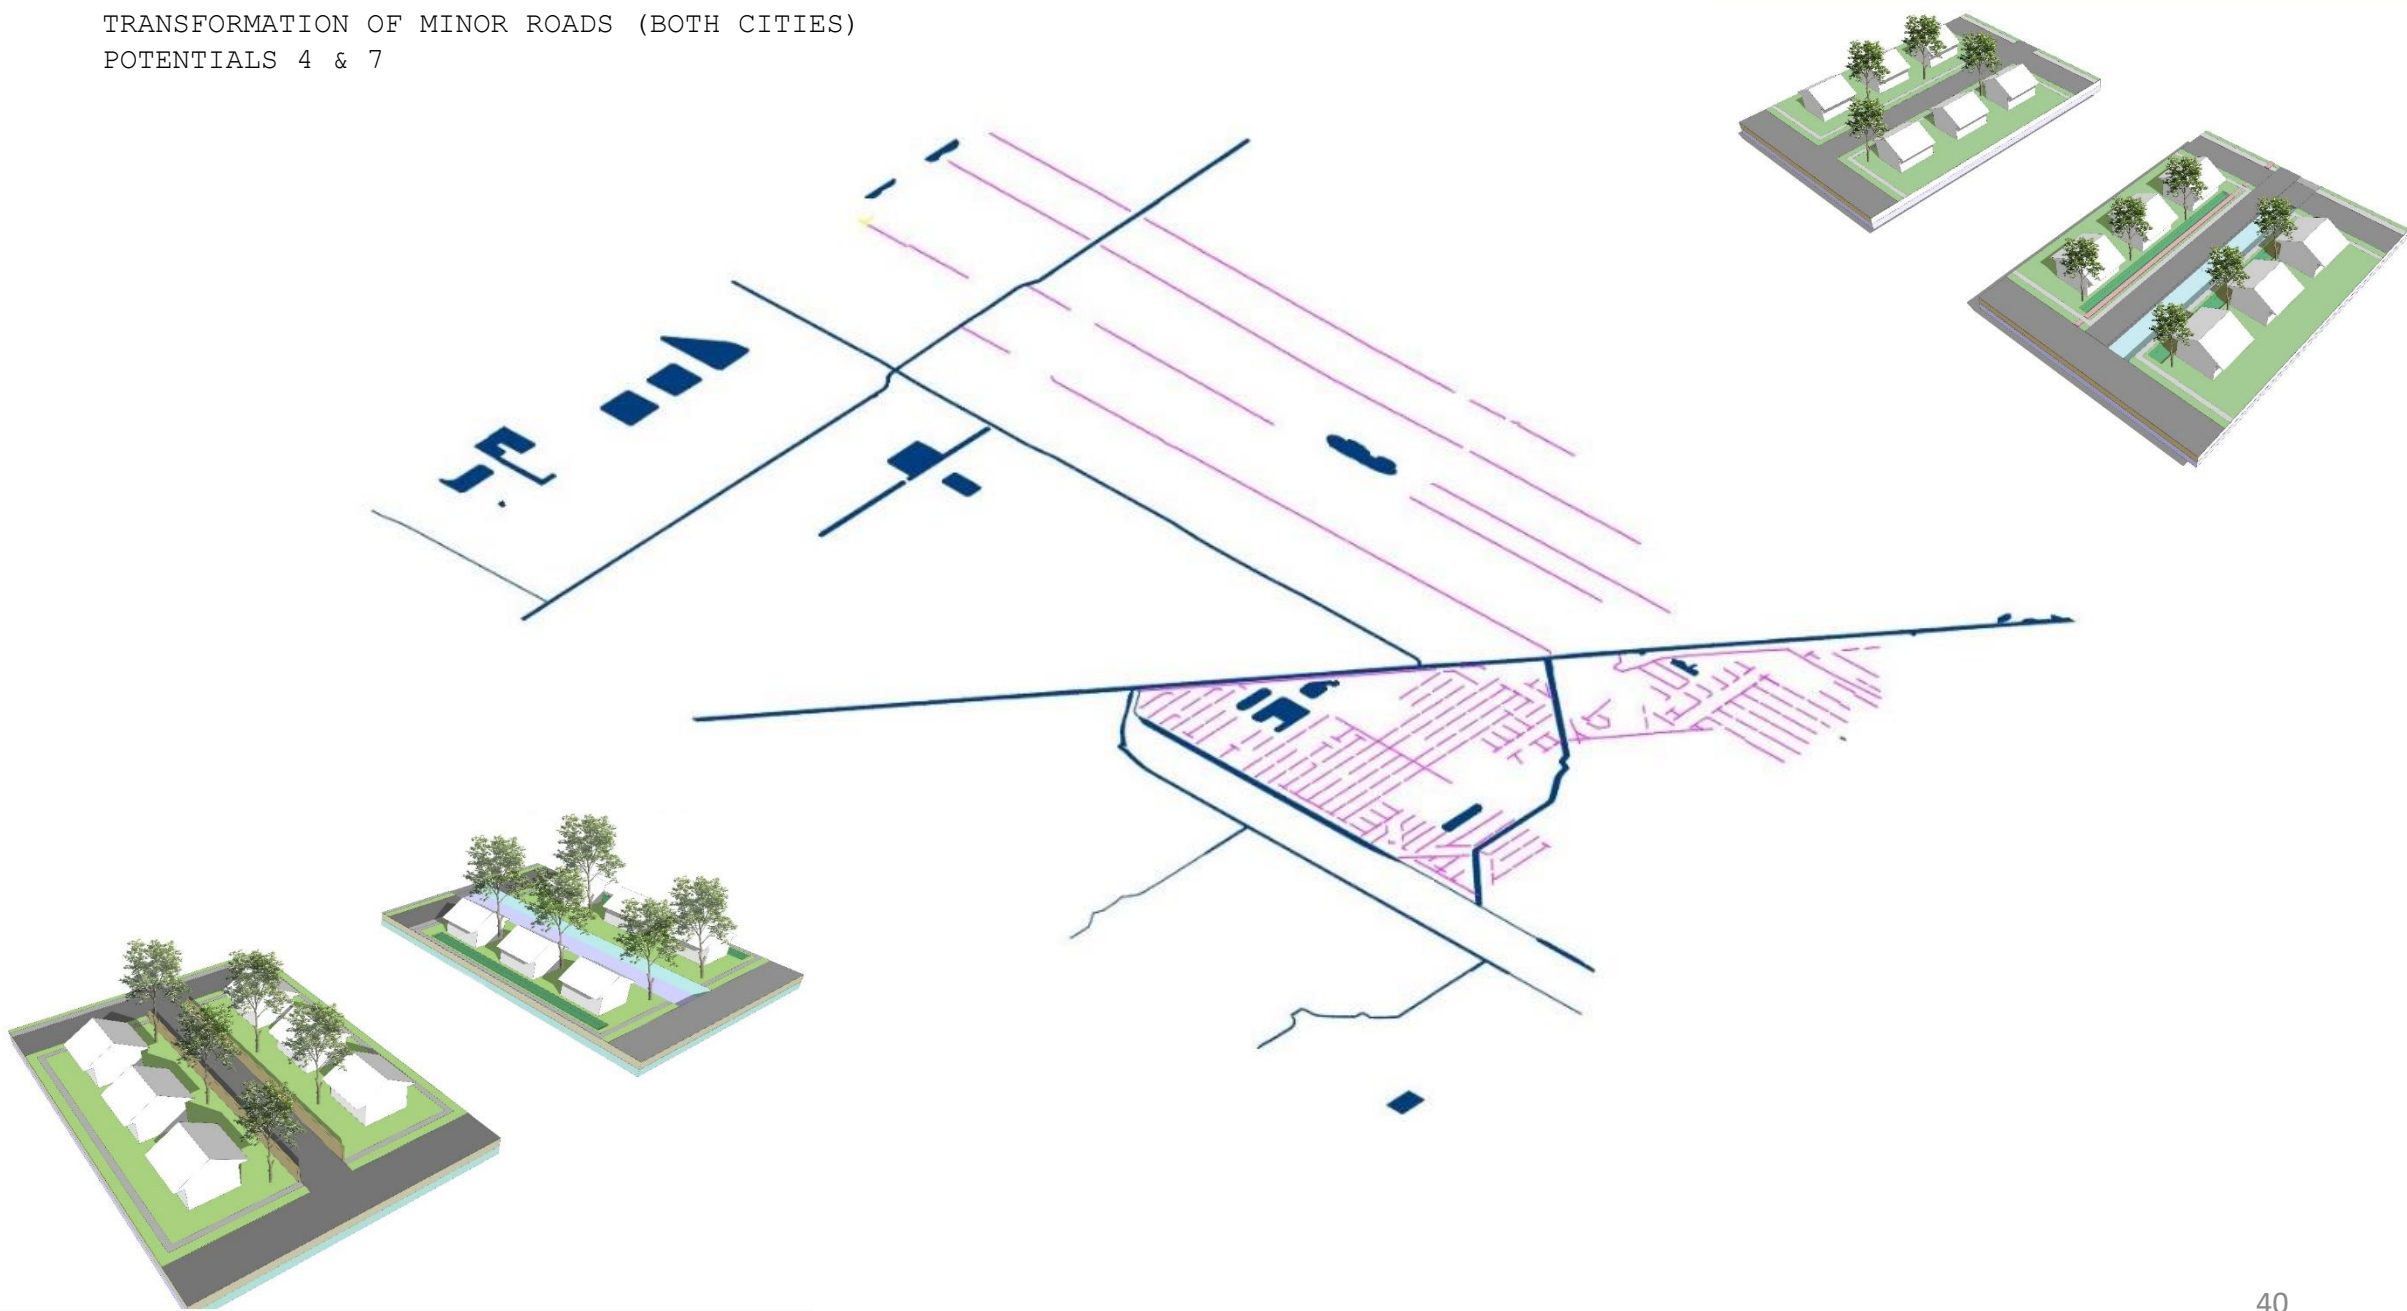 TRANSFORMATION OF MINOR ROADS (BOTH CITIES)
POTENTIALS 4 & 7
40